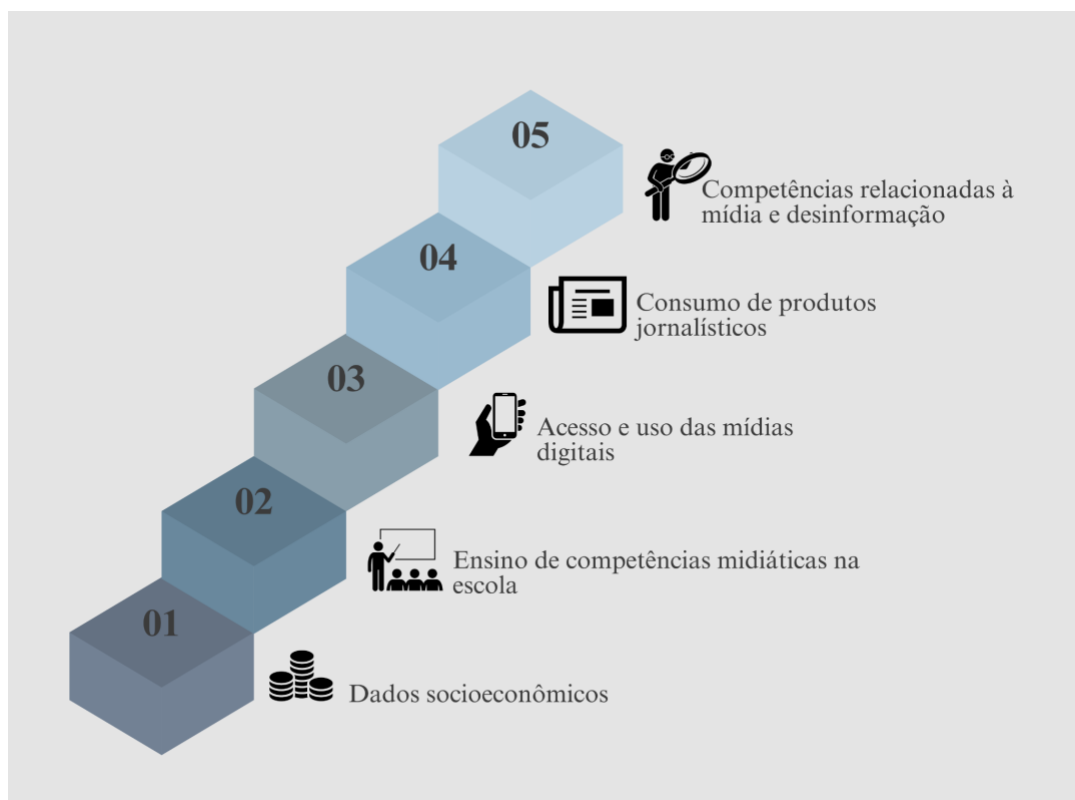 05
Competências relacionadas à
mídia e desinformação
04
Consumo de produtos
jornalísticos
03
Acesso e uso das mídias
digitais
02
Ensino de competências midiáticas na
escola
01
Dados socioeconômicos